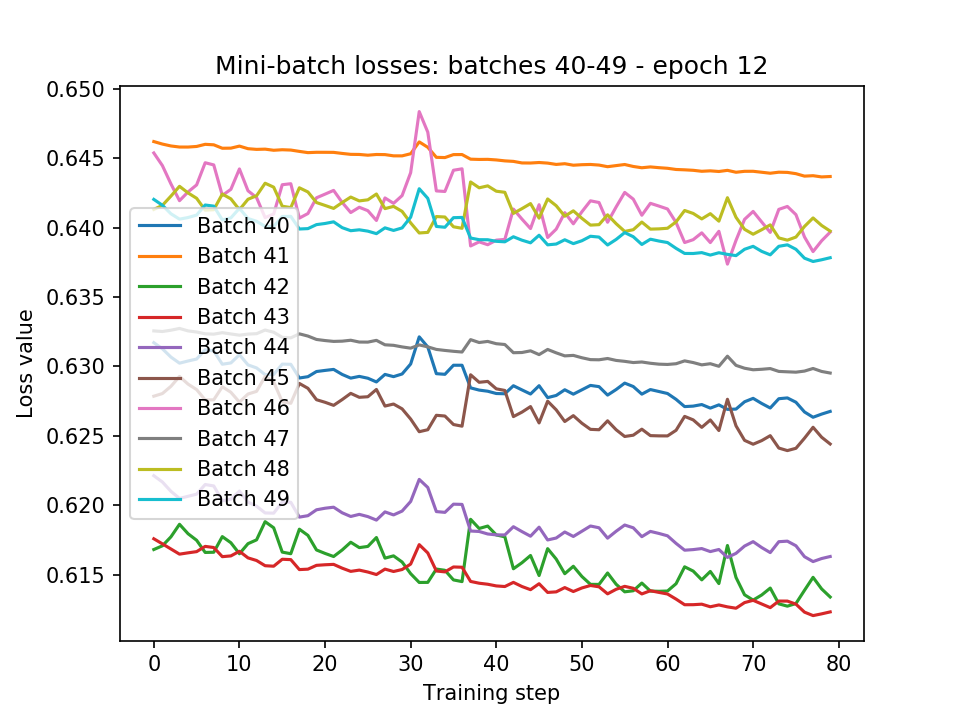 Mini-batch losses: batches 40-49 - epoch 12
Loss value
0.650
0.645
0.640
0.635
0.630
0.625
0.620
0.615
Batch 40
Batch 41
Batch 42
Batch 43
Batch 44
Batch 45
Batch 46
Batch 47
Batch 48
Batch 49
0 10 20 30 40 50 60 70 80
Training step